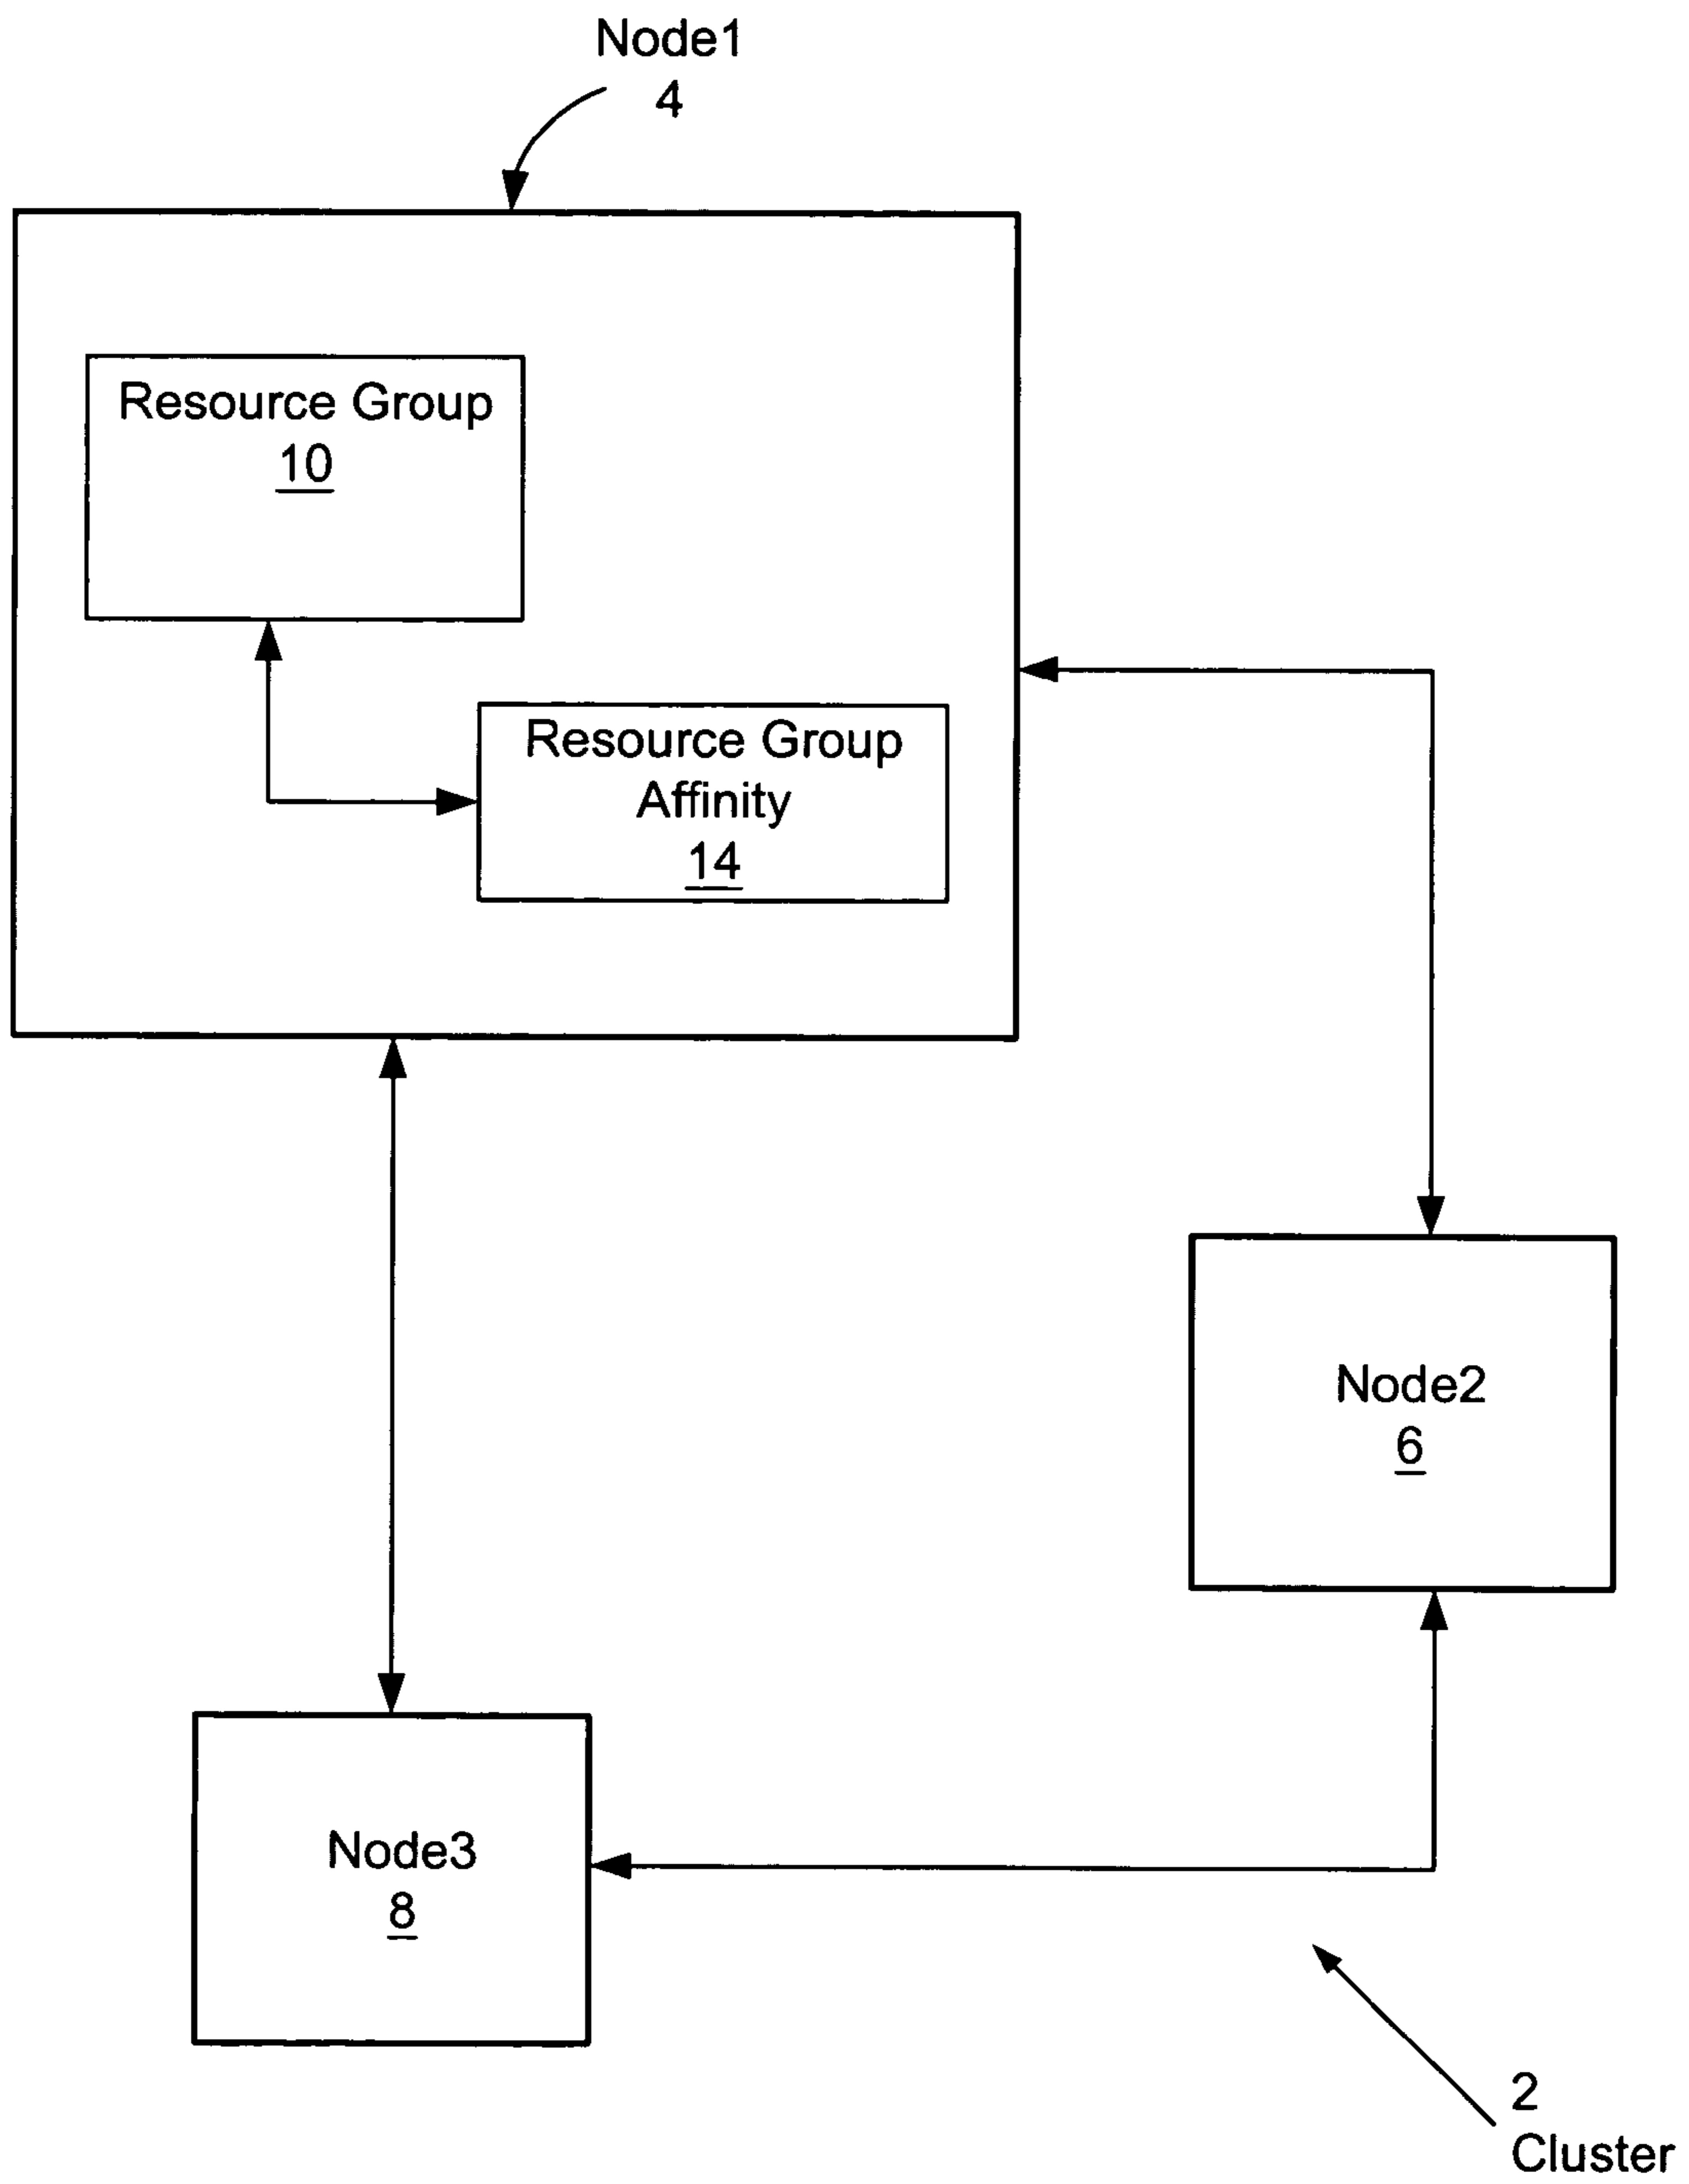 Node1
4
Resource Group
10
Resource Group
Affinity
14
Node2
6
Node3
8
2
Cluster